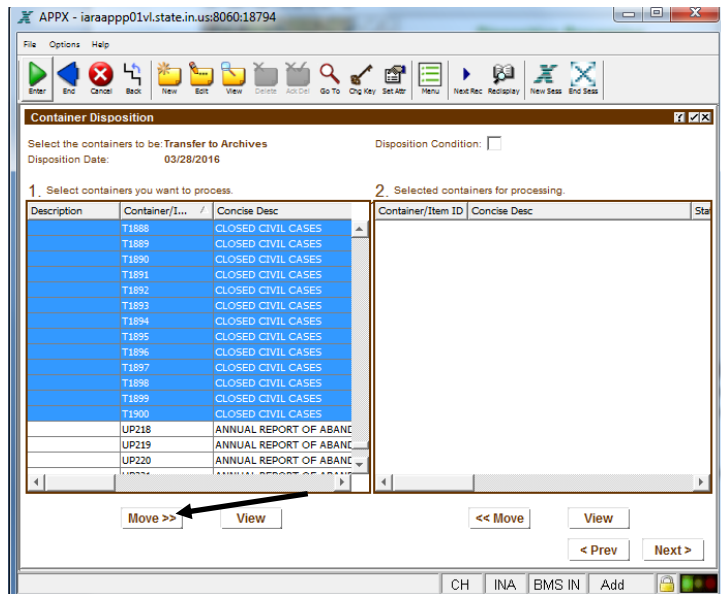 APPX - iaraappp01vl.state.in.us:8060:18794
File Options Help
Enter End Cancel Back New Edit View Delete Ack Del Go To Chg Key Set Attr Menu Next Rec Redisplay New Sess End Sess
Container Disposition
Select the containers to be: Transfer to Archives Disposition Condition:
Disposition Date: 03/28/2016
1. Select containers you want to process. 2. Selected containers for processing.
Description Container/I... Concise Desc Container/Item ID Concise Desc Stat
T1888 CLOSED CIVIL CASES
T1889 CLOSED CIVIL CASES
T1890 CLOSED CIVIL CASES
T1891 CLOSED CIVIL CASES
T1892 CLOSED CIVIL CASES
T1893 CLOSED CIVIL CASES
T1894 CLOSED CIVIL CASES
T1895 CLOSED CIVIL CASES
T1896 CLOSED CIVIL CASES
T1897 CLOSED CIVIL CASES
T1898 CLOSED CIVIL CASES
T1899 CLOSED CIVIL CASES
T1900 CLOSED CIVIL CASES
UP218 ANNUAL REPORT OF ABAND
UP219 ANNUAL REPORT OF ABAND
UP220 ANNUAL REPORT OF ABAND
Move >> View << Move View
< Prev Next >
CH INA BMS IN Add